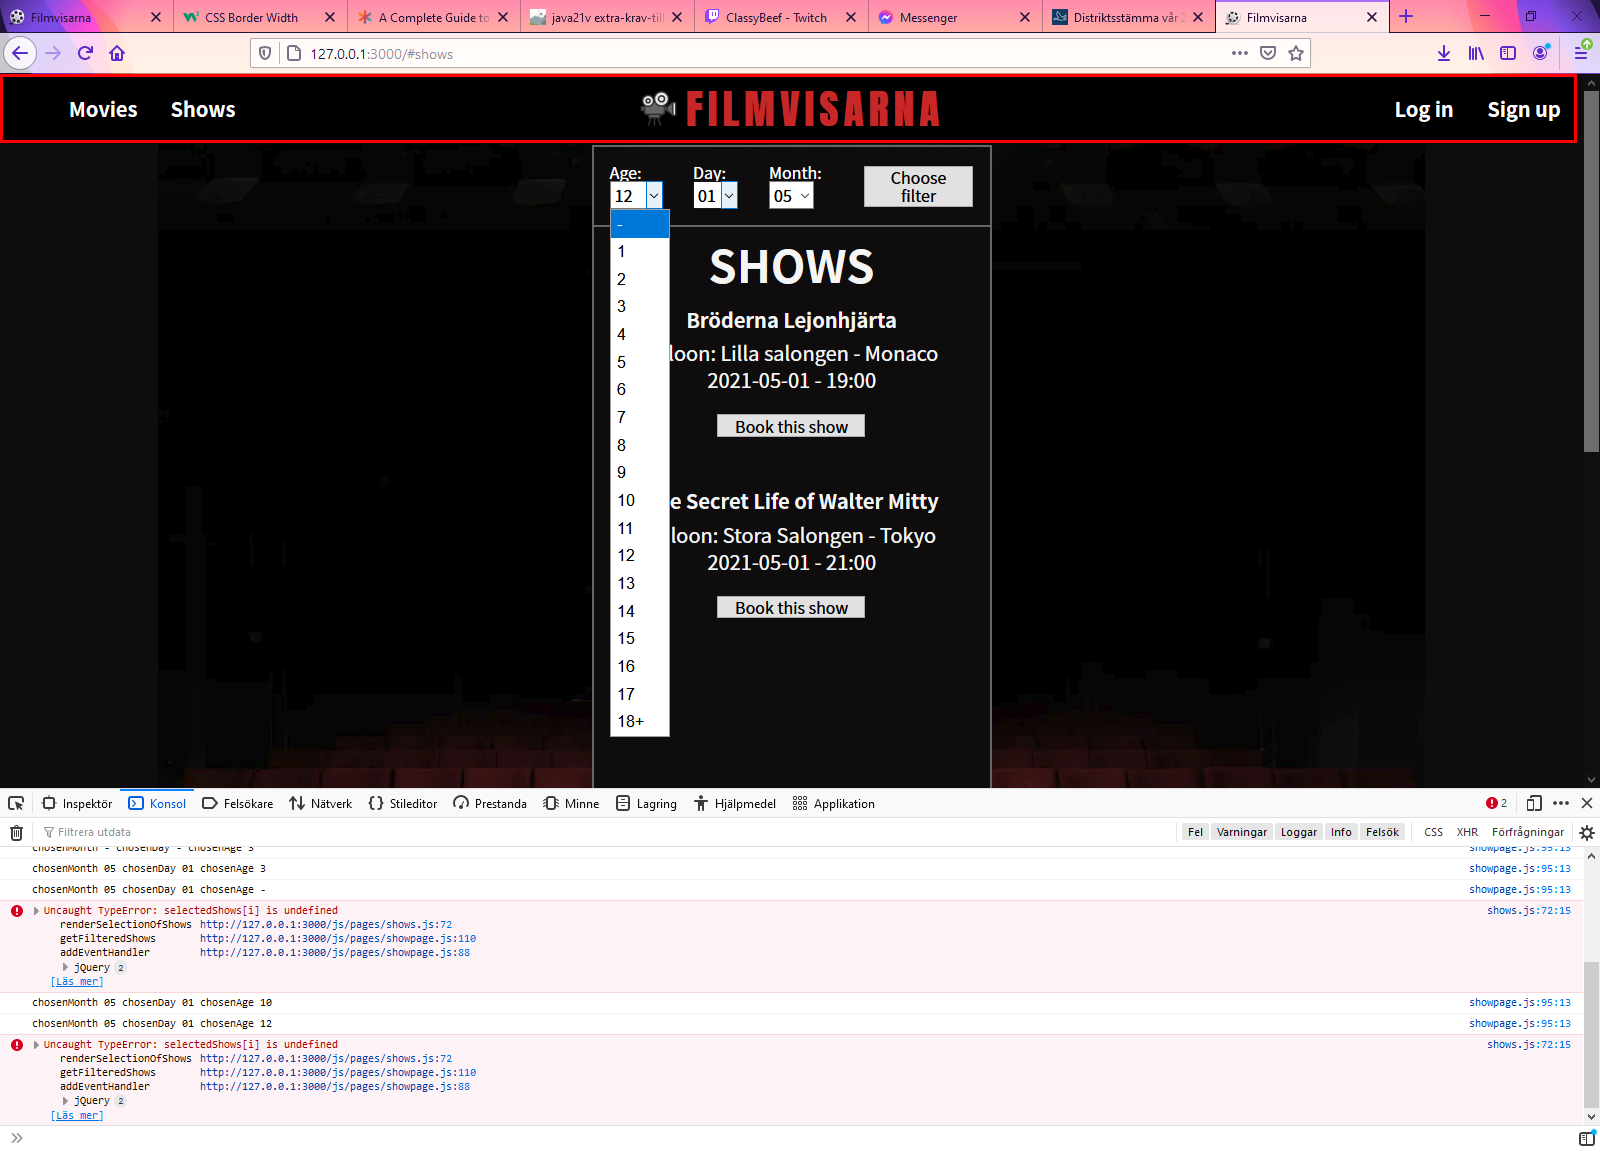 Filmvisarna
CSS Border Width
A Complete Guide to
java21v extra-krav-till
ClassyBeef - Twitch
Messenger
Distriktsstämma vår 2
Filmvisarna
127.0.0.1:3000/#shows
Movies
Shows
FILMVISARNA
Log in
Sign up
Age:
Day:
Month:
12
01
05
Choose
filter
-
1
2
3
4
5
6
7
8
9
10
11
12
13
14
15
16
17
18+
SHOWS
Bröderna Lejonhjärta
loon: Lilla salongen - Monaco
2021-05-01 - 19:00
Book this show
e Secret Life of Walter Mitty
loon: Stora Salongen - Tokyo
2021-05-01 - 21:00
Book this show
Inspektör
Konsol
Felsökare
Nätverk
Stileditor
Prestanda
Minne
Lagring
Hjälpmedel
Applikation
2
Filtrera utdata
Fel
Varningar
Loggar
Info
Felsök
CSS
XHR
Förfrågningar
chosenMonth - chosenDay - chosenAge 3 showpage.js:95:13
chosenMonth 05 chosenDay 01 chosenAge 3 showpage.js:95:13
chosenMonth 05 chosenDay 01 chosenAge - showpage.js:95:13
Uncaught TypeError: selectedShows[i] is undefined shows.js:72:15
renderSelectionOfShows http://127.0.0.1:3000/js/pages/shows.js:72
getFilteredShows http://127.0.0.1:3000/js/pages/showpage.js:110
addEventHandler http://127.0.0.1:3000/js/pages/showpage.js:88
jQuery 2
[Läs mer]
chosenMonth 05 chosenDay 01 chosenAge 10 showpage.js:95:13
chosenMonth 05 chosenDay 01 chosenAge 12 showpage.js:95:13
Uncaught TypeError: selectedShows[i] is undefined shows.js:72:15
renderSelectionOfShows http://127.0.0.1:3000/js/pages/shows.js:72
getFilteredShows http://127.0.0.1:3000/js/pages/showpage.js:110
addEventHandler http://127.0.0.1:3000/js/pages/showpage.js:88
jQuery 2
[Läs mer]